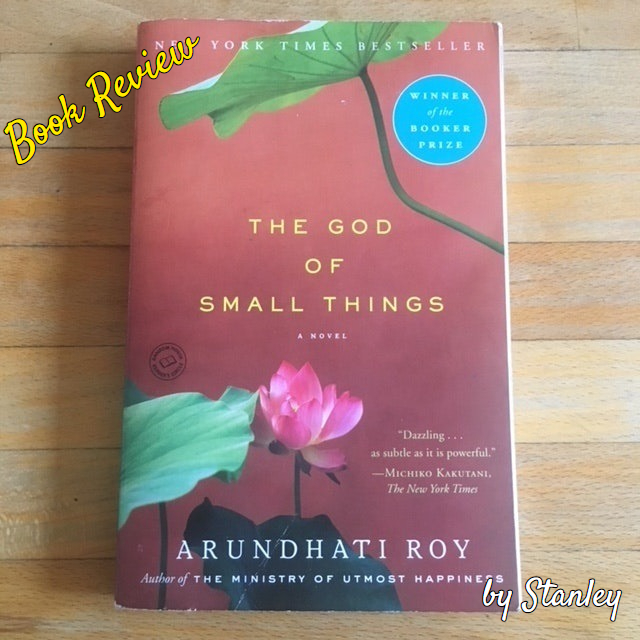 Book Review
NEW YORK TIMES BESTSELLER
WINNER
of the
BOOKER
PRIZE
THE GOD
OF
SMALL THINGS
A NOVEL
“Dazzling . . .
as subtle as it is powerful.”
—MICHIKO KAKUTANI,
The New York Times
ARUNDHATI ROY
Author of THE MINISTRY OF UTMOST HAPPINESS
by Stanley